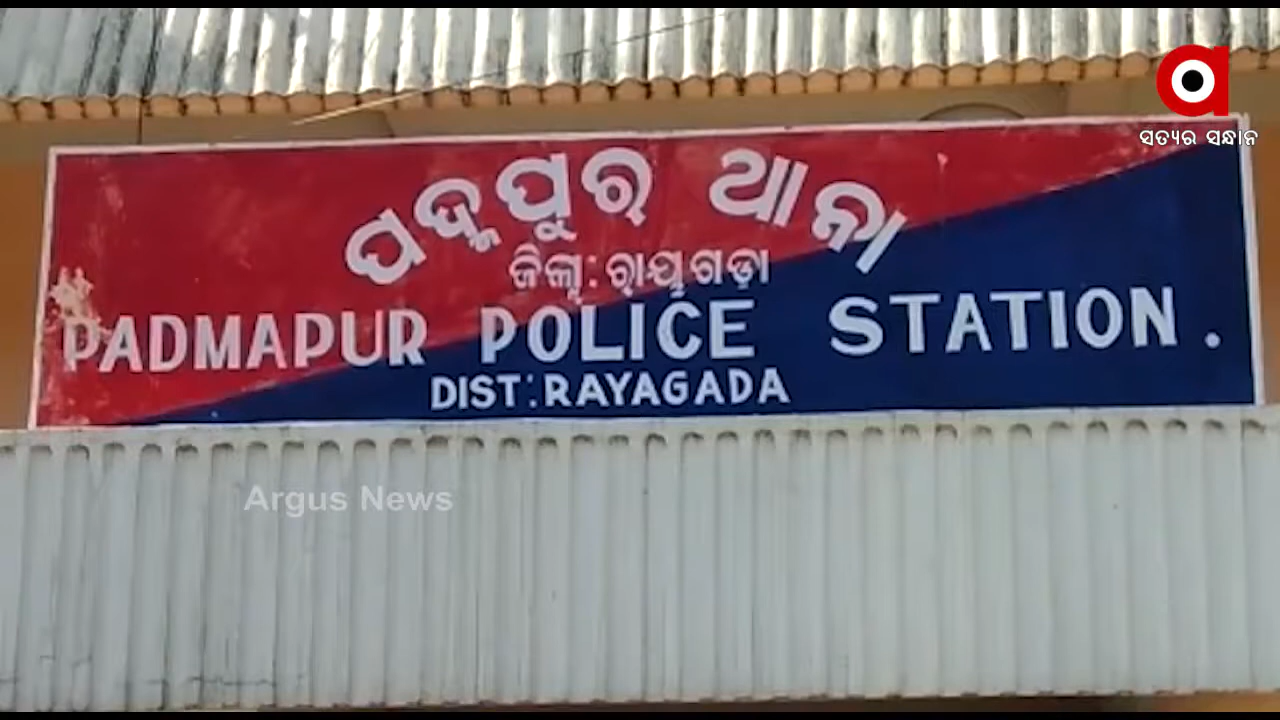 ସତ୍ୟର ସନ୍ଧାନ
ପଦ୍ମପୁର ଥାନା
ଜିଲ୍ଲା: ରାୟଗଡ଼ା
PADMAPUR POLICE STATION.
DIST: RAYAGADA
Argus News